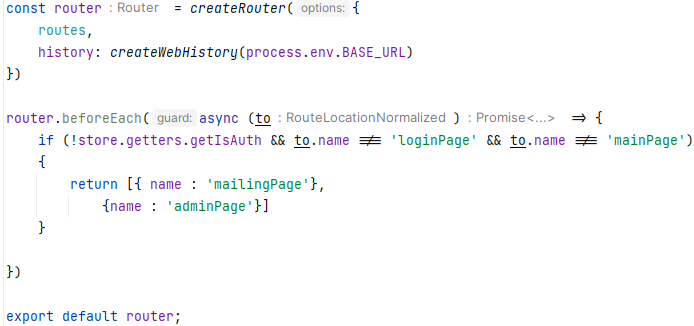 const router : Router = createRouter( options: {
    routes,
    history: createWebHistory(process.env.BASE_URL)
})

router.beforeEach( guard: async (to : RouteLocationNormalized ) : Promise<...> => {
    if (!store.getters.getIsAuth && to.name !== 'loginPage' && to.name !== 'mainPage')
    {
        return [{ name : 'mailingPage'},
            {name : 'adminPage'}]
    }

})

export default router;